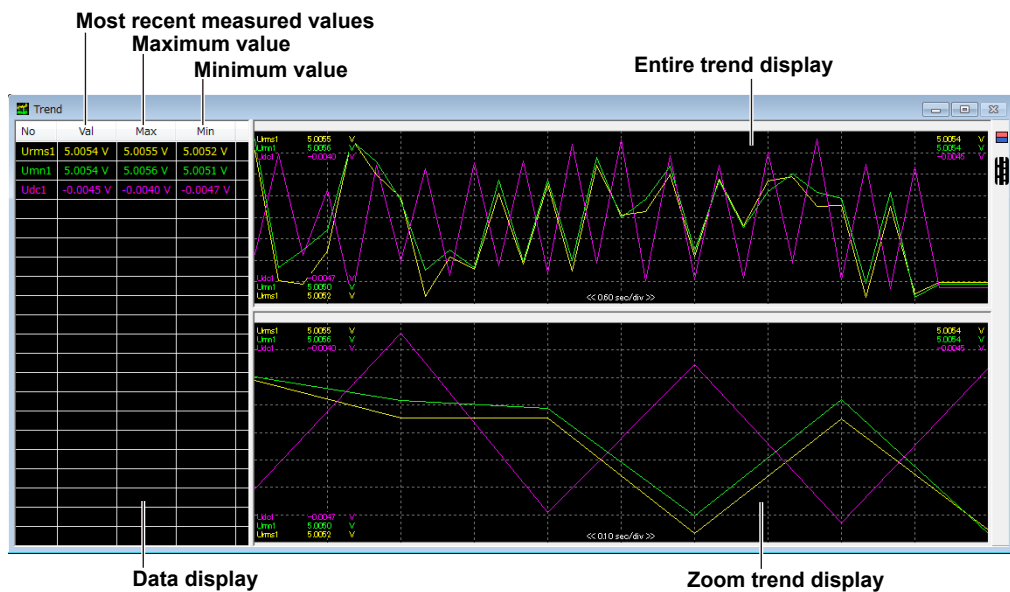 Most recent measured values
Maximum value
Minimum value
Entire trend display
Trend
No Val Max Min
Urms1 5.0054 V 5.0055 V 5.0052 V
Umn1 5.0054 V 5.0056 V 5.0051 V
Udc1 -0.0045 V -0.0040 V -0.0047 V
Urms1 5.0055 V 5.0054 V
Umn1 5.0056 V 5.0054 V
Udc1 -0.0040 V -0.0045 V
Udc1 -0.0047 V
Umn1 5.0050 V
Urms1 5.0052 V
<< 0.60 sec/div >>
Urms1 5.0055 V 5.0054 V
Umn1 5.0056 V 5.0054 V
Udc1 -0.0040 V -0.0045 V
Udc1 -0.0047 V
Umn1 5.0050 V
Urms1 5.0052 V
<< 0.10 sec/div >>
Data display
Zoom trend display